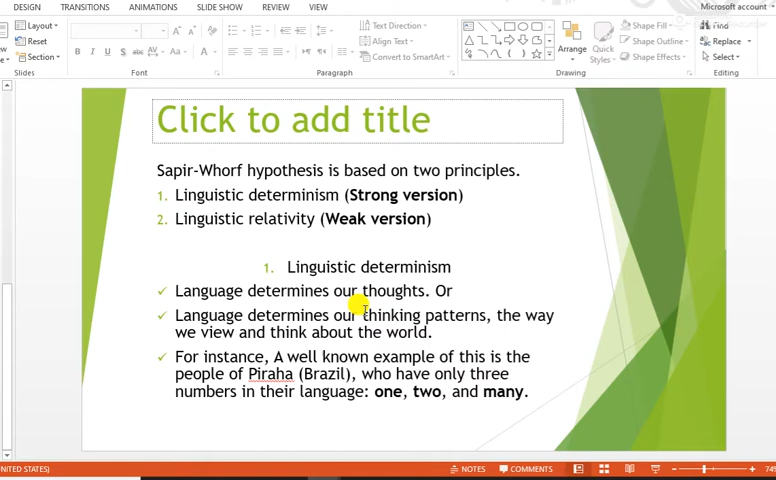 Microsoft account
DESIGN TRANSITIONS ANIMATIONS SLIDE SHOW REVIEW VIEW
Layout
Reset
Section
Text Direction
Align Text
Convert to SmartArt
Arrange
Quick
Styles
Shape Fill
Shape Outline
Shape Effects
Find
Replace
Select
Slides Font Paragraph Drawing Editing
Click to add title
Sapir-Whorf hypothesis is based on two principles.
1. Linguistic determinism (Strong version)
2. Linguistic relativity (Weak version)
1. Linguistic determinism
✓ Language determines our thoughts. Or
✓ Language determines our thinking patterns, the way
we view and think about the world.
✓ For instance, A well known example of this is the
people of Piraha (Brazil), who have only three
numbers in their language: one, two, and many.
NITED STATES) NOTES COMMENTS 74%